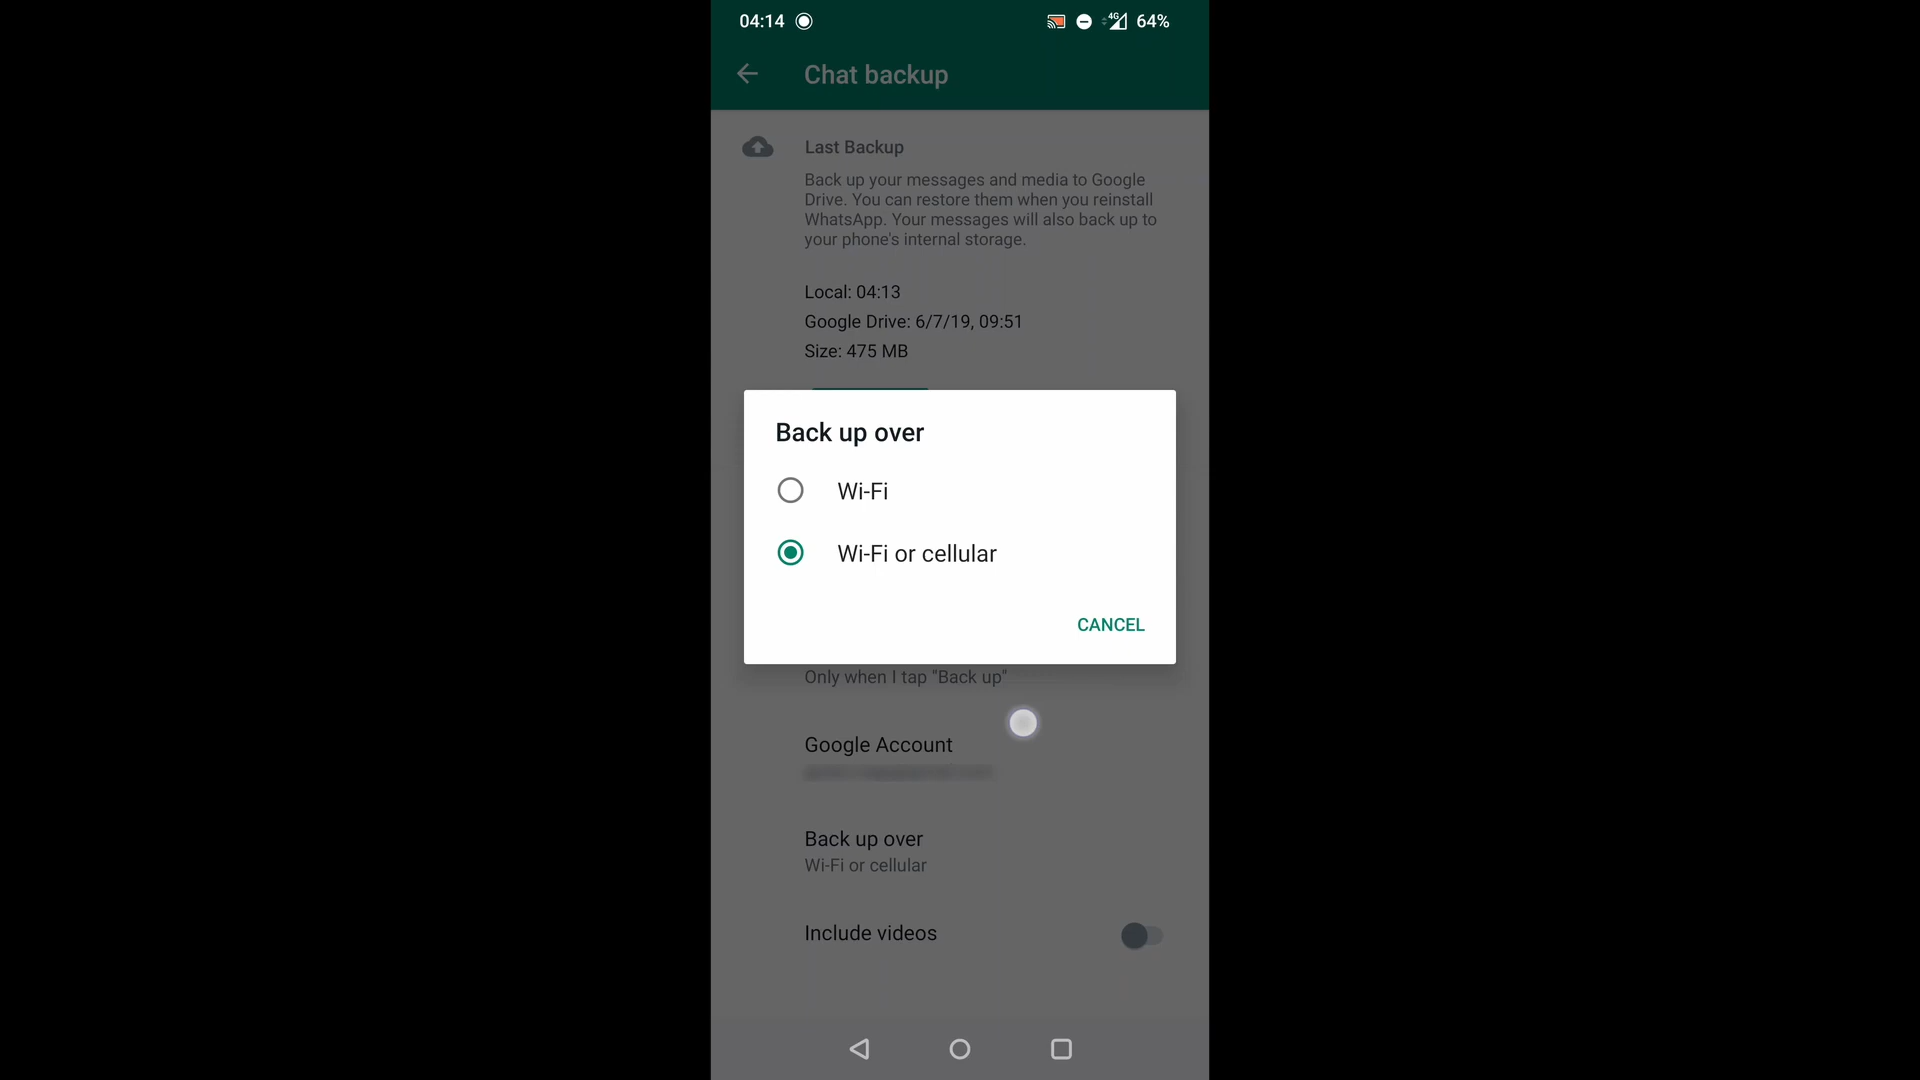 04:14
4G 64%
Chat backup
Last Backup
Back up your messages and media to Google
Drive. You can restore them when you reinstall
WhatsApp. Your messages will also back up to
your phone's internal storage.
Local: 04:13
Google Drive: 6/7/19, 09:51
Size: 475 MB
Back up over
Wi-Fi
Wi-Fi or cellular
CANCEL
Only when I tap "Back up"
Google Account
Back up over
Wi-Fi or cellular
Include videos